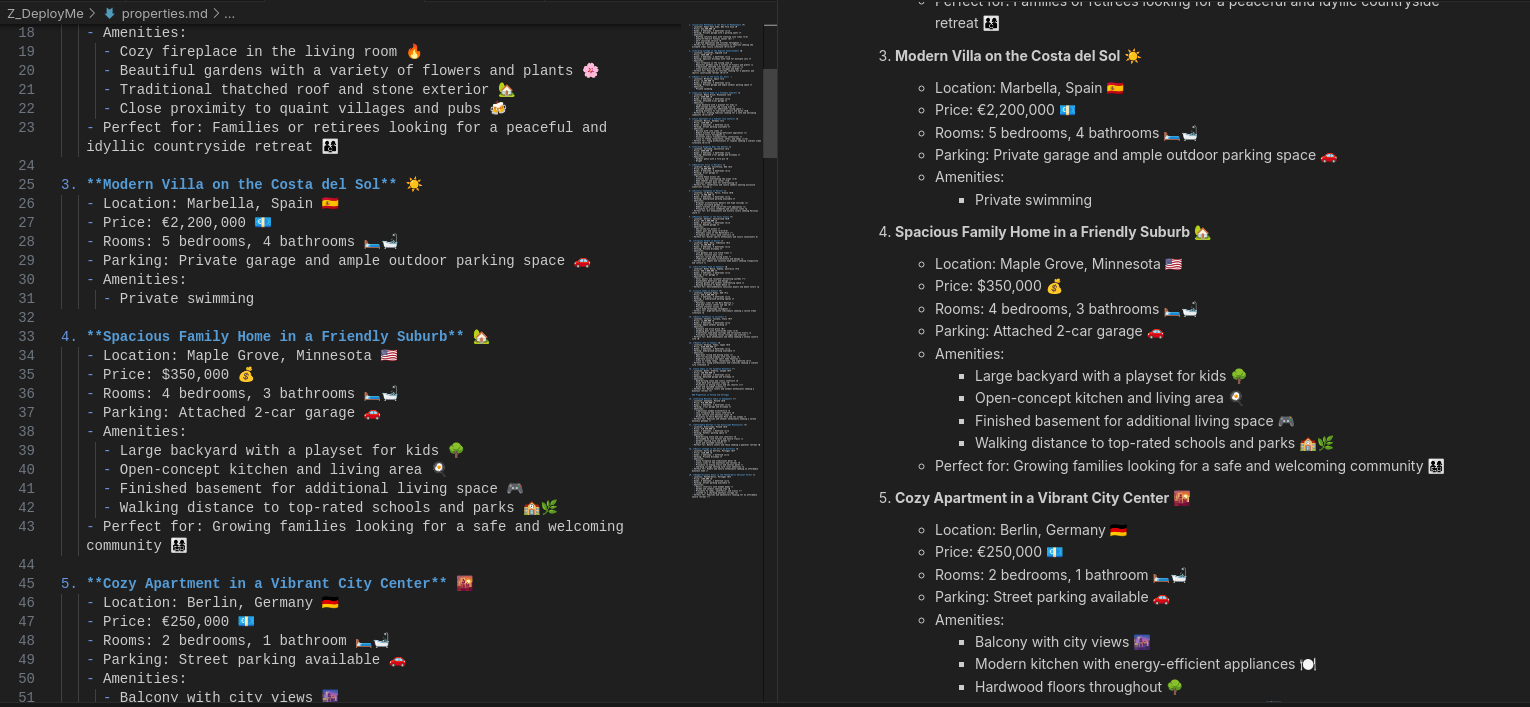 Z_DeployMe > properties.md > ...
18 - Amenities:
19 - Cozy fireplace in the living room 🔥
20 - Beautiful gardens with a variety of flowers and plants 🌸
21 - Traditional thatched roof and stone exterior 🏡
22 - Close proximity to quaint villages and pubs 🍻
23 - Perfect for: Families or retirees looking for a peaceful and
idyllic countryside retreat 👨‍👩‍👦
24
25 3. **Modern Villa on the Costa del Sol** ☀️
26 - Location: Marbella, Spain 🇪🇸
27 - Price: €2,200,000 💶
28 - Rooms: 5 bedrooms, 4 bathrooms 🛏️🛁
29 - Parking: Private garage and ample outdoor parking space 🚗
30 - Amenities:
31 - Private swimming
32
33 4. **Spacious Family Home in a Friendly Suburb** 🏡
34 - Location: Maple Grove, Minnesota 🇺🇸
35 - Price: $350,000 💰
36 - Rooms: 4 bedrooms, 3 bathrooms 🛏️🛁
37 - Parking: Attached 2-car garage 🚗
38 - Amenities:
39 - Large backyard with a playset for kids 🌳
40 - Open-concept kitchen and living area 🍳
41 - Finished basement for additional living space 🎮
42 - Walking distance to top-rated schools and parks 🏫🌿
43 - Perfect for: Growing families looking for a safe and welcoming
community 👨‍👩‍👧‍👦
44
45 5. **Cozy Apartment in a Vibrant City Center** 🌇
46 - Location: Berlin, Germany 🇩🇪
47 - Price: €250,000 💶
48 - Rooms: 2 bedrooms, 1 bathroom 🛏️🛁
49 - Parking: Street parking available 🚗
50 - Amenities:
51 - Balcony with city views 🌆
Perfect for: Families or retirees looking for a peaceful and idyllic countryside
retreat 👨‍👩‍👦
3. Modern Villa on the Costa del Sol ☀️
Location: Marbella, Spain 🇪🇸
Price: €2,200,000 💶
Rooms: 5 bedrooms, 4 bathrooms 🛏️🛁
Parking: Private garage and ample outdoor parking space 🚗
Amenities:
Private swimming
4. Spacious Family Home in a Friendly Suburb 🏡
Location: Maple Grove, Minnesota 🇺🇸
Price: $350,000 💰
Rooms: 4 bedrooms, 3 bathrooms 🛏️🛁
Parking: Attached 2-car garage 🚗
Amenities:
Large backyard with a playset for kids 🌳
Open-concept kitchen and living area 🍳
Finished basement for additional living space 🎮
Walking distance to top-rated schools and parks 🏫🌿
Perfect for: Growing families looking for a safe and welcoming community 👨‍👩‍👧‍👦
5. Cozy Apartment in a Vibrant City Center 🌇
Location: Berlin, Germany 🇩🇪
Price: €250,000 💶
Rooms: 2 bedrooms, 1 bathroom 🛏️🛁
Parking: Street parking available 🚗
Amenities:
Balcony with city views 🌆
Modern kitchen with energy-efficient appliances 🍽️
Hardwood floors throughout 🌳